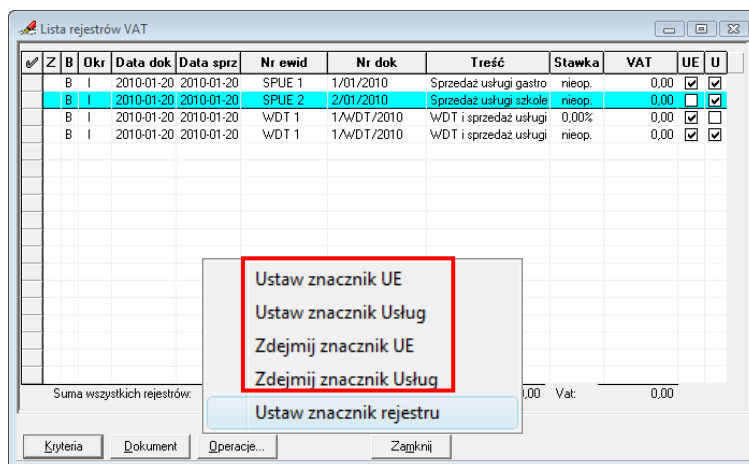 Lista rejestrów VAT
Z B Okr Data dok Data sprz Nr ewid Nr dok Treść Stawka VAT UE U
B I 2010-01-20 2010-01-20 SPUE 1 1/01/2010 Sprzedaż usługi gastro nieop. 0,00
B I 2010-01-20 2010-01-20 SPUE 2 2/01/2010 Sprzedaż usługi szkole nieop. 0,00
B I 2010-01-20 2010-01-20 WDT 1 1/WDT/2010 WDT i sprzedaż usługi 0,00% 0,00
B I 2010-01-20 2010-01-20 WDT 1 1/WDT/2010 WDT i sprzedaż usługi nieop. 0,00
Ustaw znacznik UE
Ustaw znacznik Usług
Zdejmij znacznik UE
Zdejmij znacznik Usług
Ustaw znacznik rejestru
Suma wszystkich rejestrów: ,00 Vat: 0,00
Kryteria Dokument Operacje... Zamknij